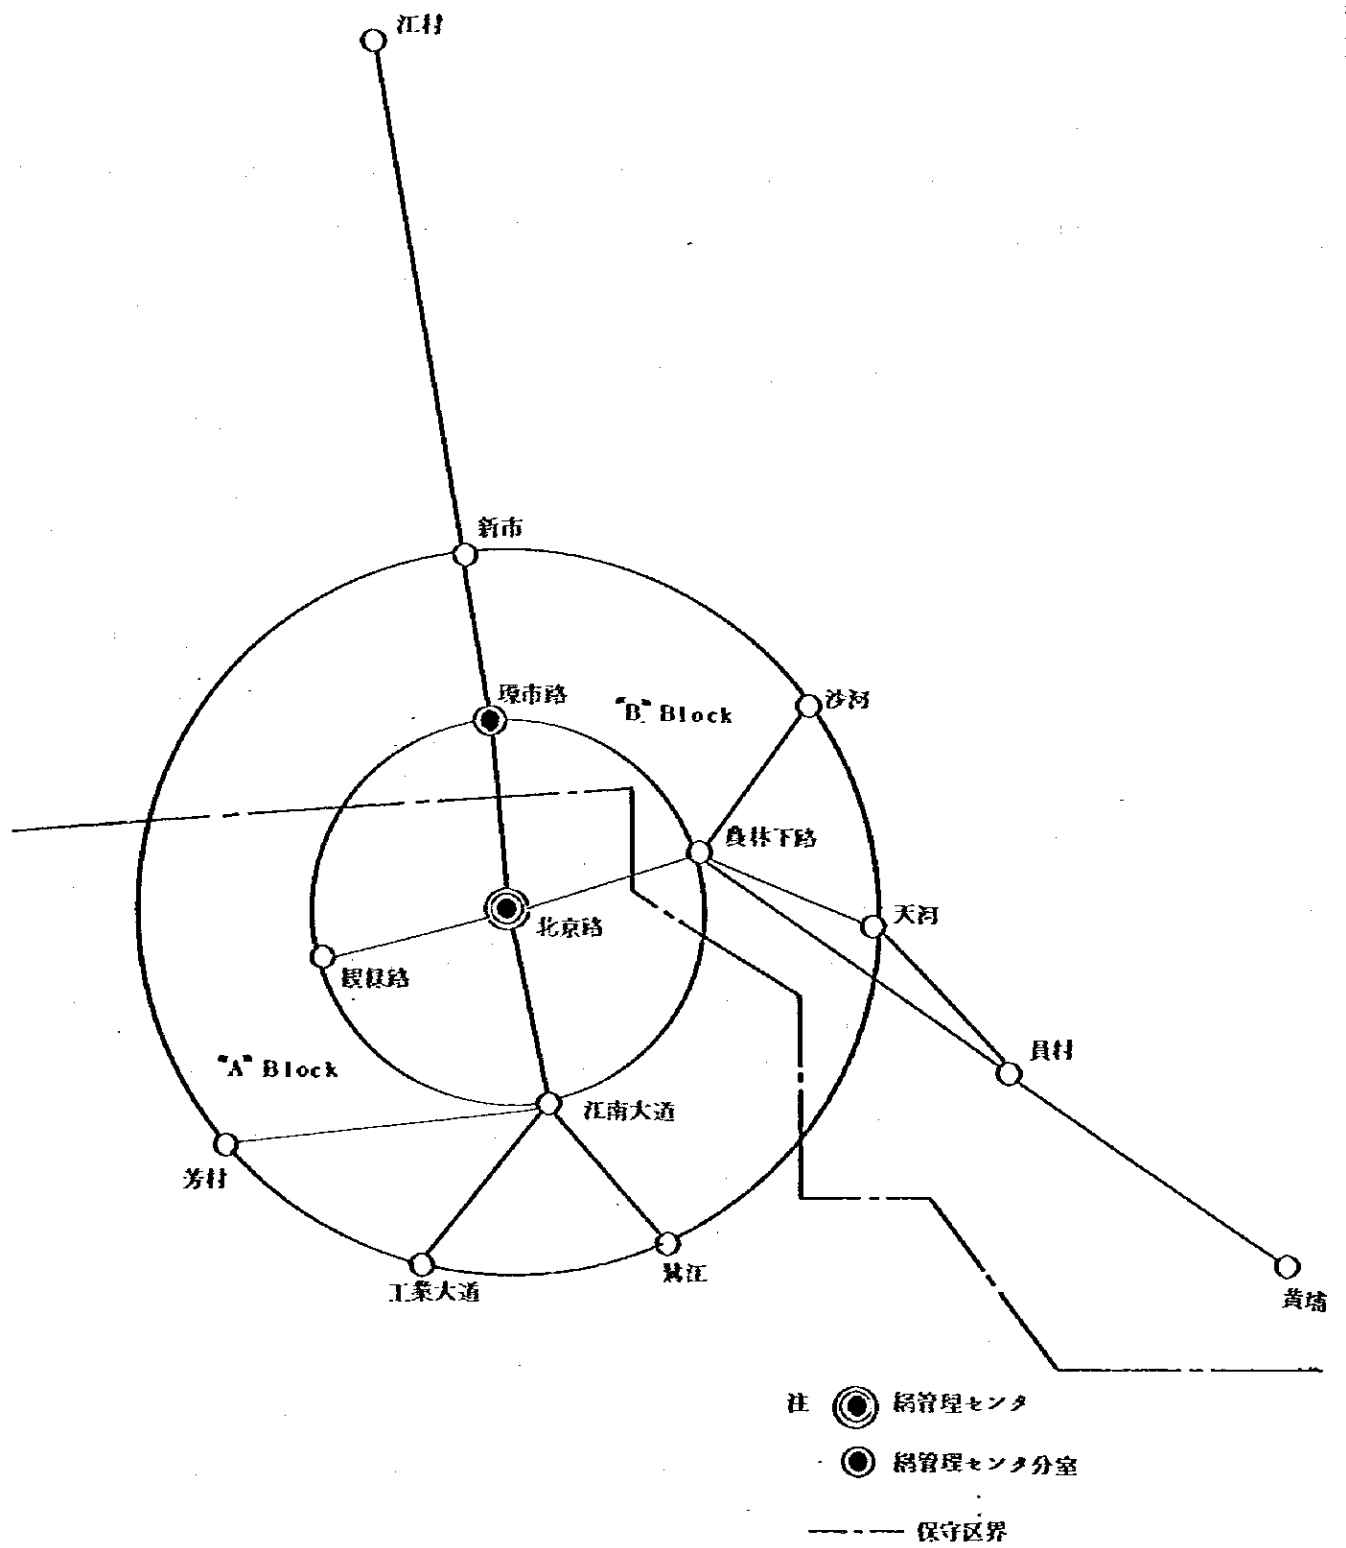 江村
新市
環市路
"B" Block
沙河
農林下路
天河
北京路
員村
"A" Block
江南大道
芳村
工業大道
黄埔
注 網管理センタ
網管理センタ分室
保守区界